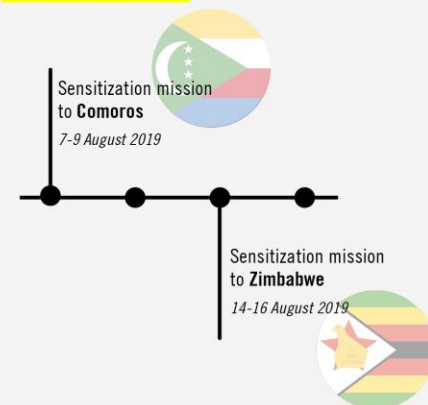 Sensitization mission
to Comoros
7-9 August 2019
Sensitization mission
to Zimbabwe
14-16 August 2019